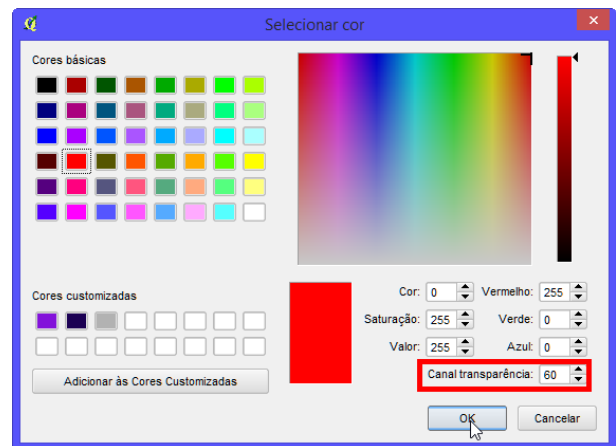 Selecionar cor
Cores básicas
Cores customizadas
Adicionar às Cores Customizadas
Cor: 0 Vermelho: 255
Saturação: 255 Verde: 0
Valor: 255 Azul: 0
Canal transparência: 60
OK Cancelar